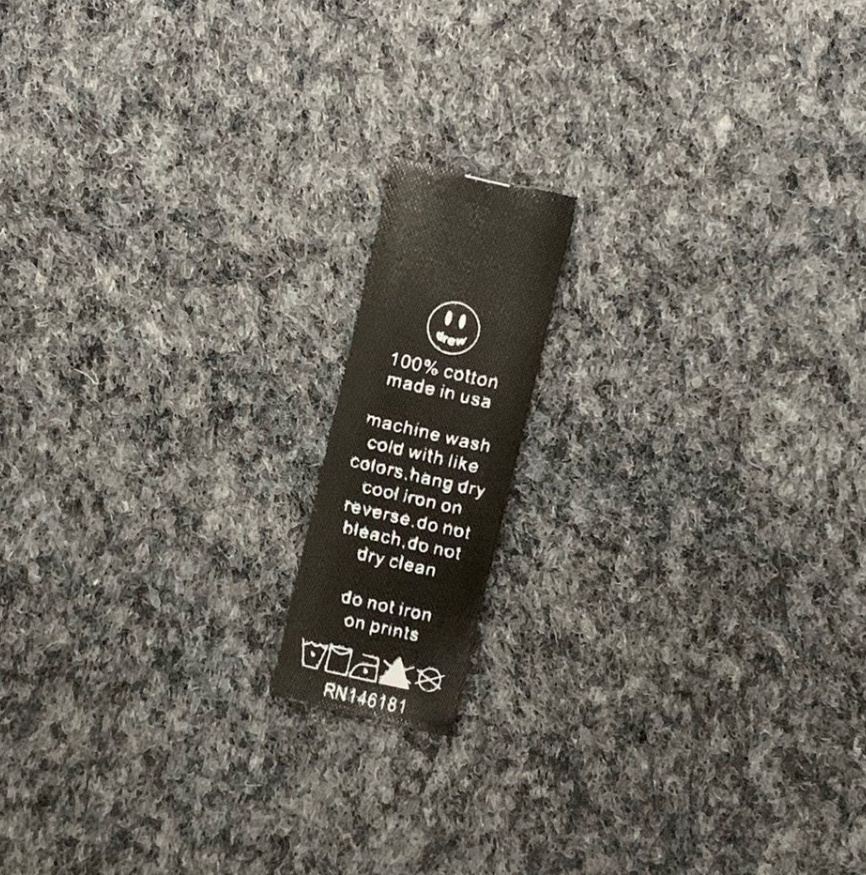 drew
100% cotton
made in usa
machine wash
cold with like
colors.hang dry
cool iron on
reverse.do not
bleach.do not
dry clean
do not iron
on prints
RN146181